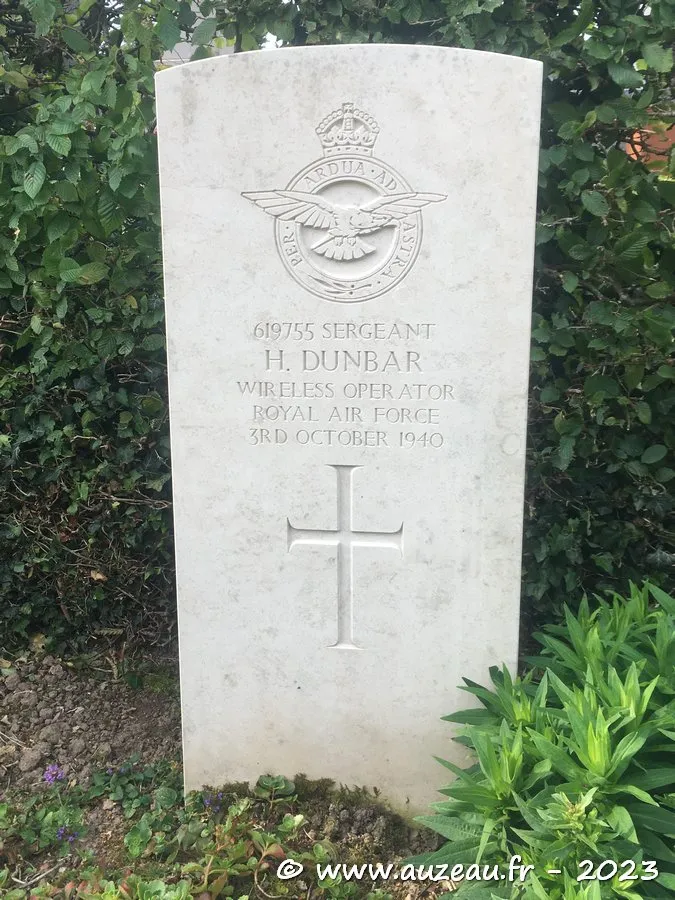 PER · ARDUA · AD · ASTRA
619755 SERGEANT
H. DUNBAR
WIRELESS OPERATOR
ROYAL AIR FORCE
3RD OCTOBER 1940
© www.auzeau.fr - 2023